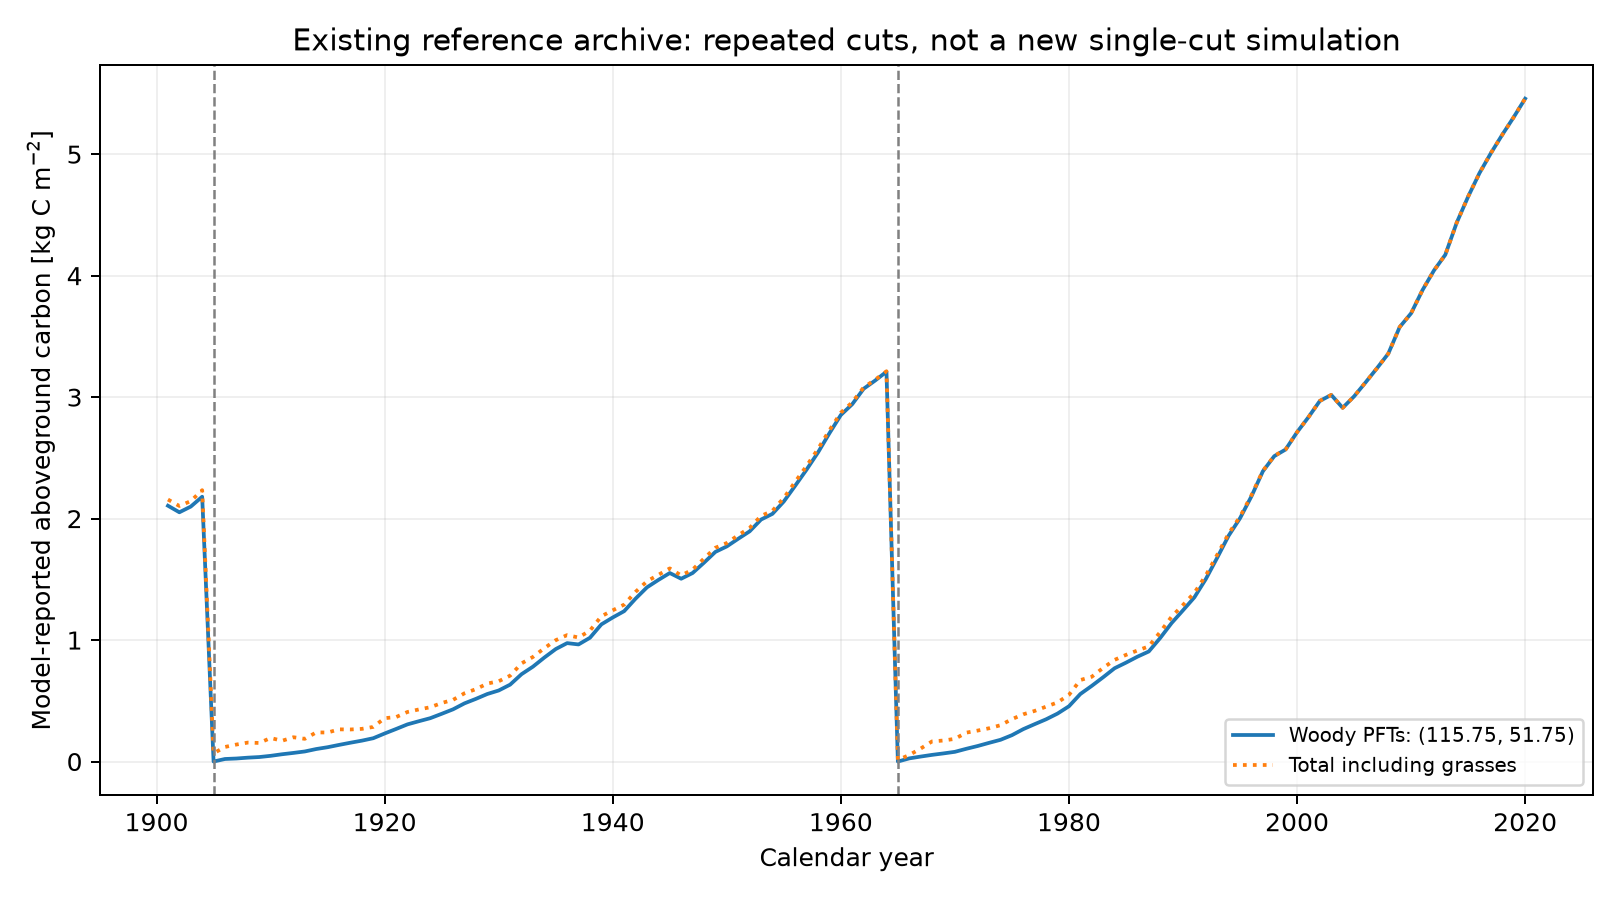 Existing reference archive: repeated cuts, not a new single-cut simulation
Model-reported aboveground carbon [kg C m⁻²]
5
4
3
2
1
0
Woody PFTs: (115.75, 51.75)
Total including grasses
1900 1920 1940 1960 1980 2000 2020
Calendar year